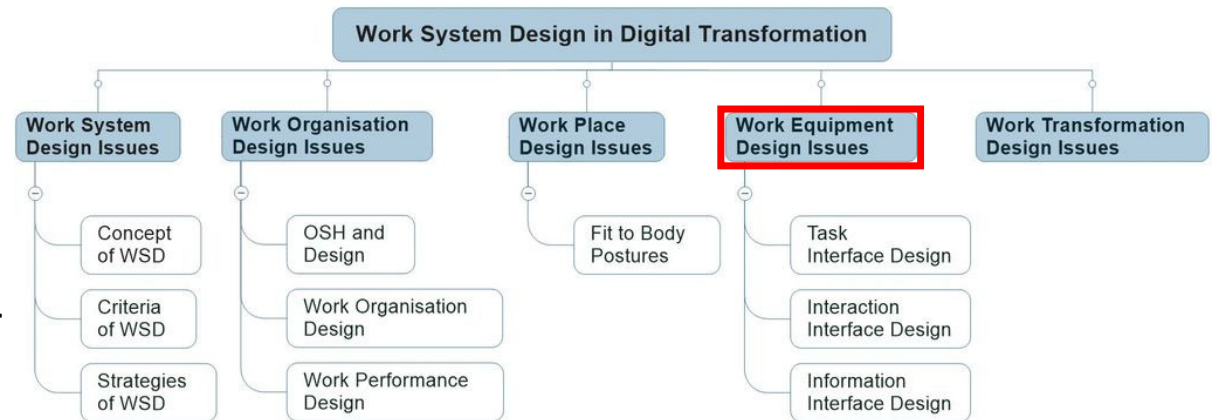 Work System Design in Digital Transformation
Work System
Design Issues
Concept
of WSD
Criteria
of WSD
Strategies
of WSD
Work Organisation
Design Issues
OSH and
Design
Work Organisation
Design
Work Performance
Design
Work Place
Design Issues
Fit to Body
Postures
Work Equipment
Design Issues
Task
Interface Design
Interaction
Interface Design
Information
Interface Design
Work Transformation
Design Issues